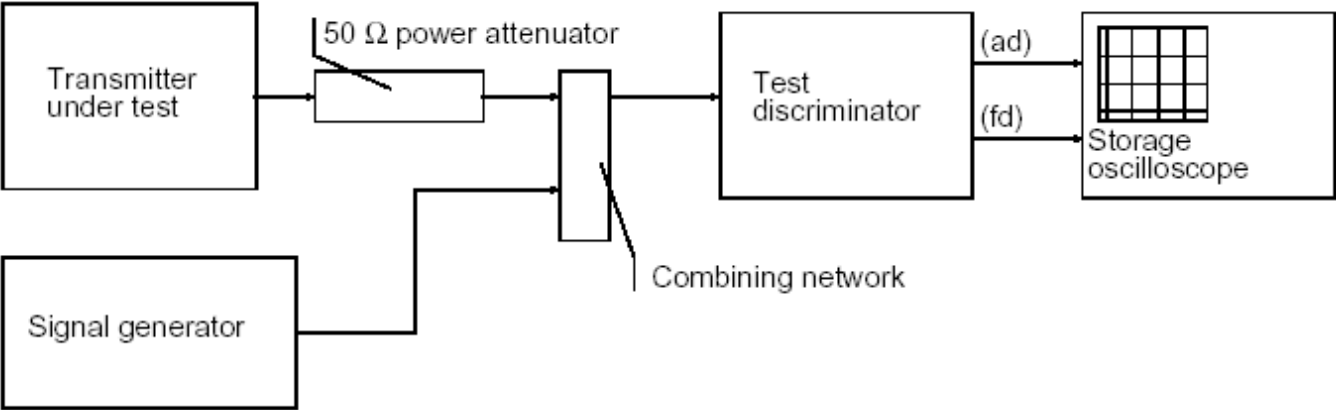 50 Ω power attenuator
Transmitter
under test
Test
discriminator
(ad)
(fd)
Storage
oscilloscope
Combining network
Signal generator